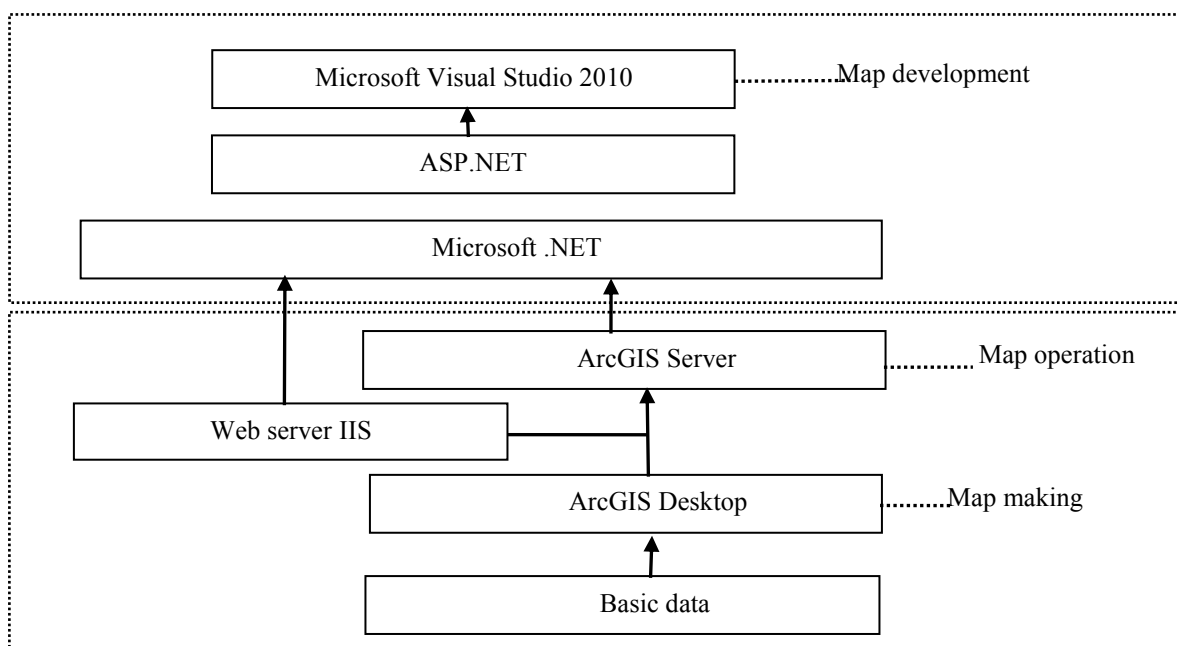 Microsoft Visual Studio 2010
Map development
ASP.NET
Microsoft .NET
ArcGIS Server
Map operation
Web server IIS
ArcGIS Desktop
Map making
Basic data